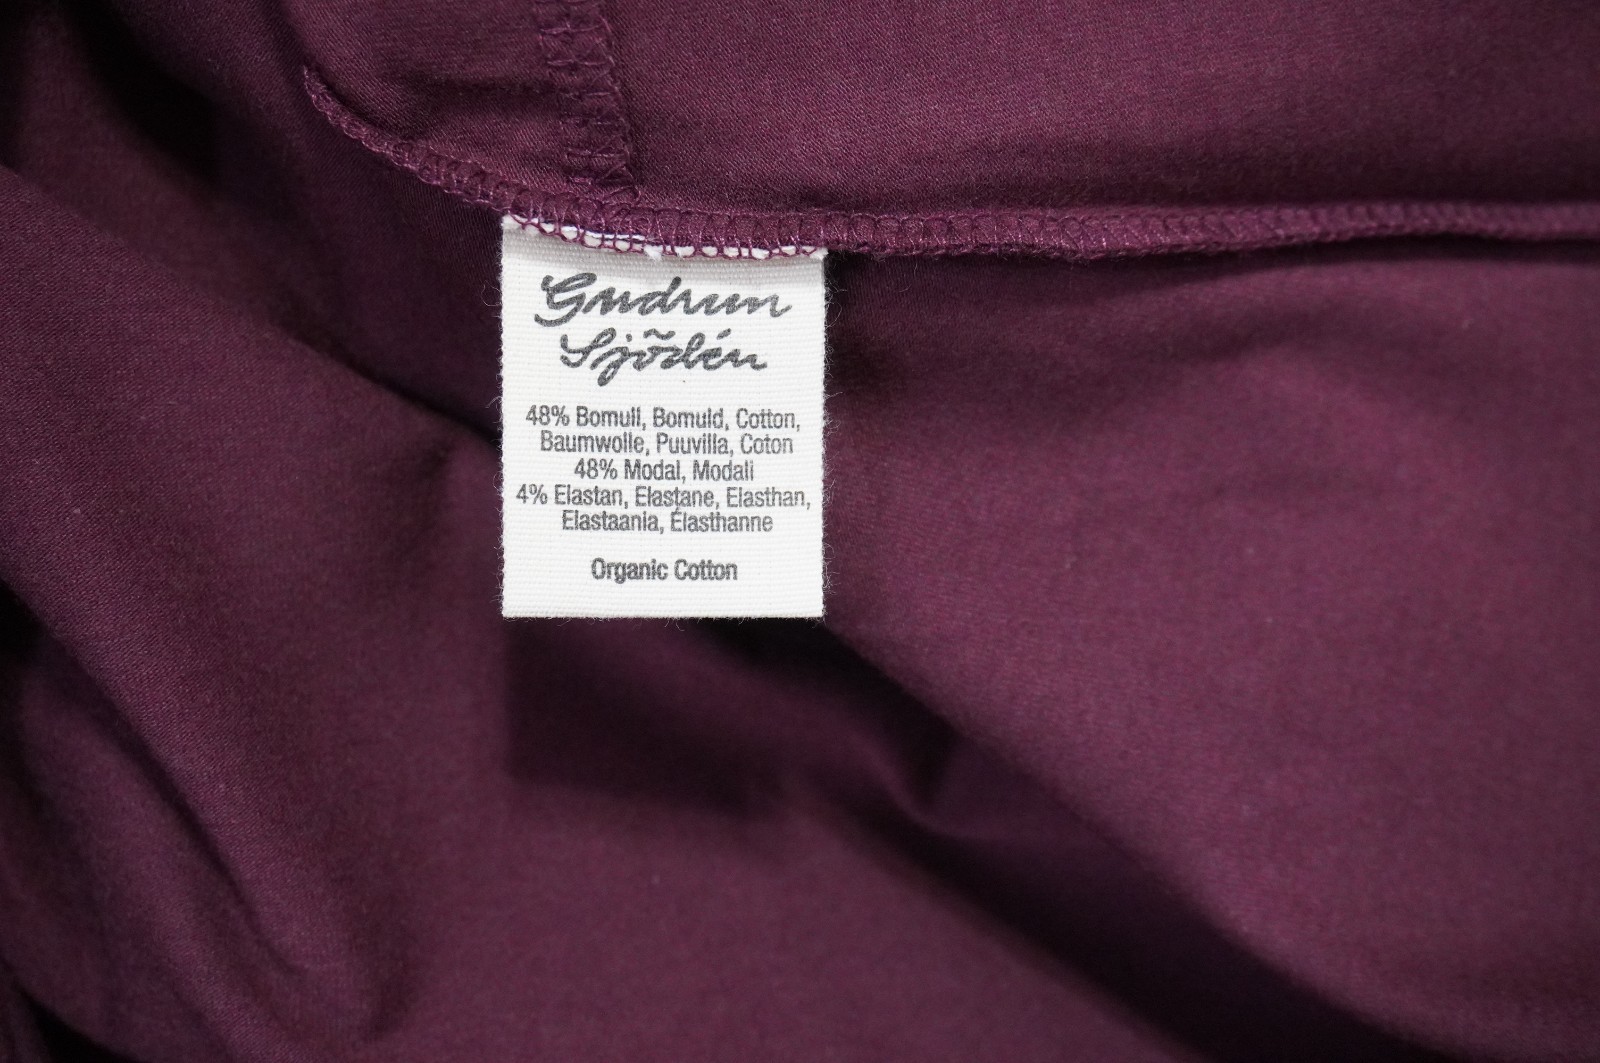 Gudrun
Sjödén
48% Bomull, Bomuld, Cotton,
Baumwolle, Puuvilla, Coton
48% Modal, Modali
4% Elastan, Elastane, Elasthan,
Elastaania, Élasthanne
Organic Cotton